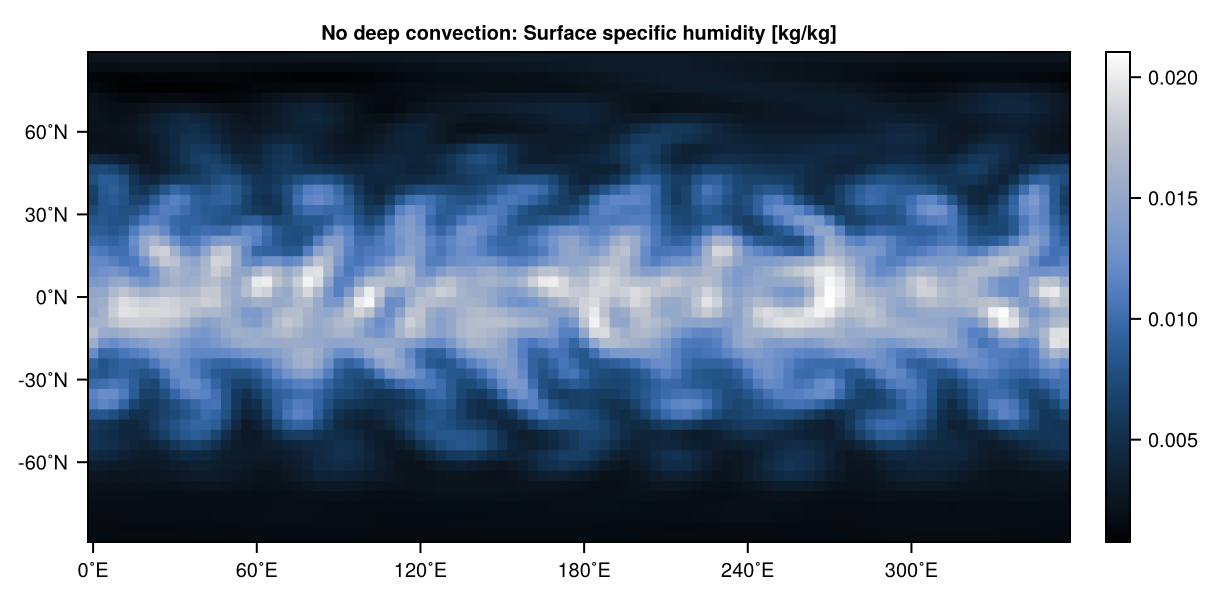 No deep convection: Surface specific humidity [kg/kg]
60˚N
30˚N
0˚N
-30˚N
-60˚N
0˚E
60˚E
120˚E
180˚E
240˚E
300˚E
0.020
0.015
0.010
0.005